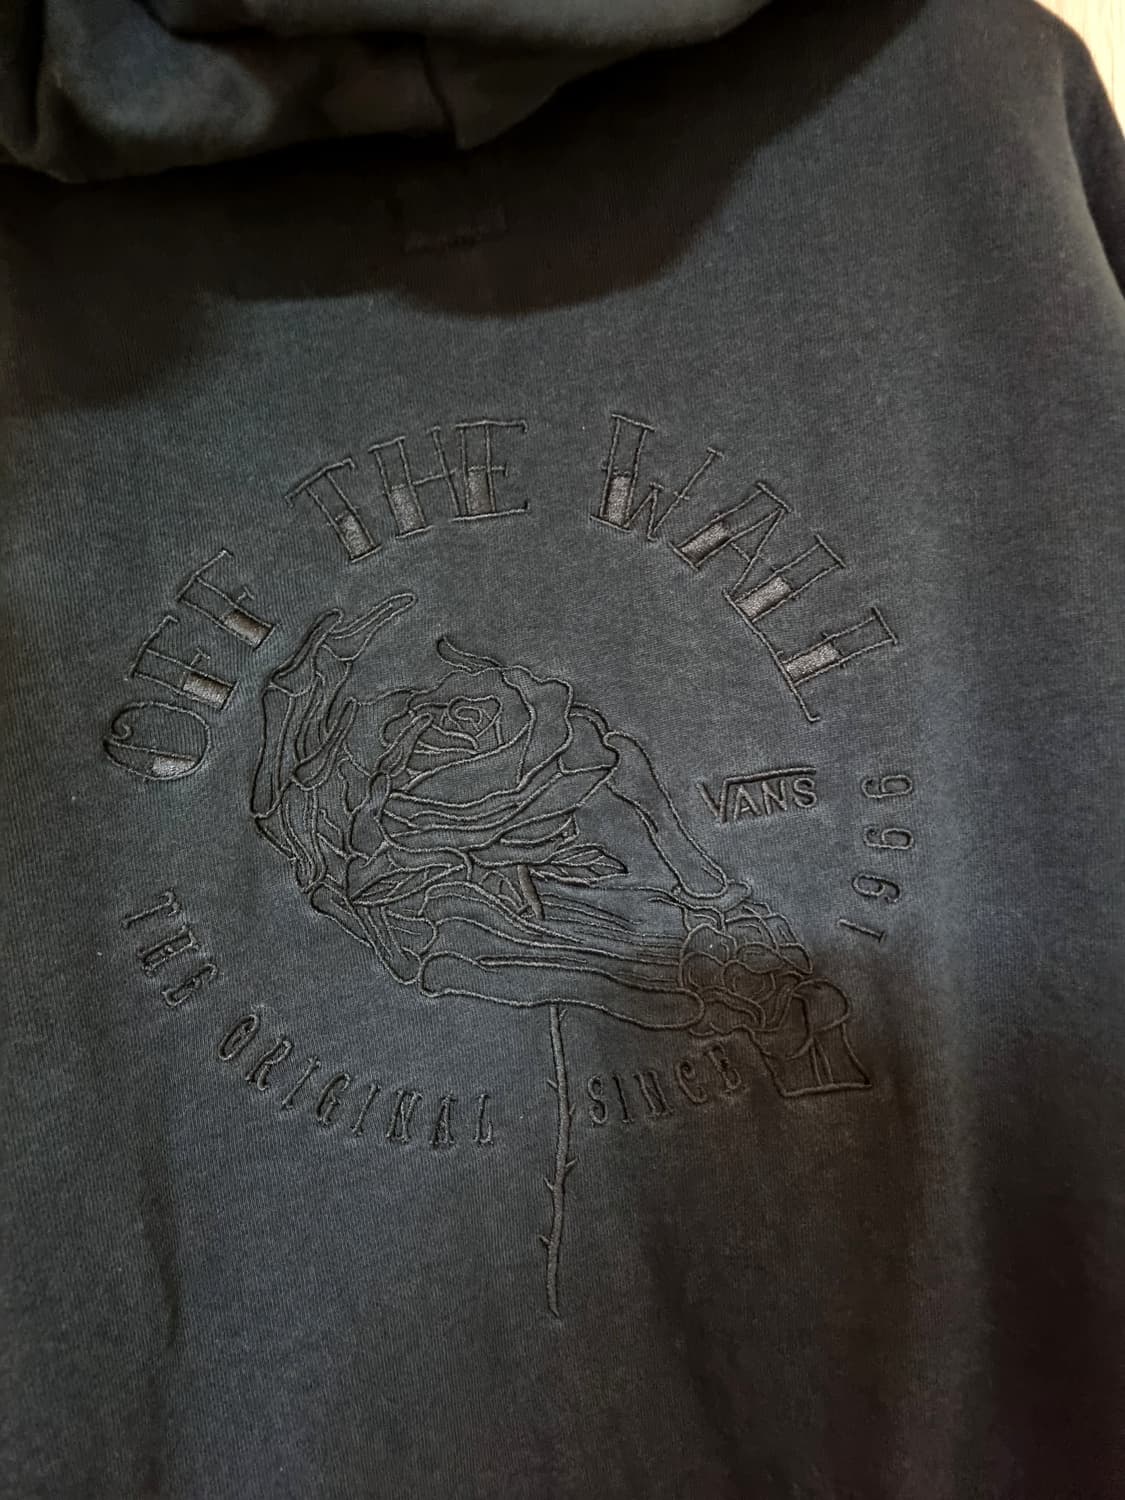 OFF THE WALL
VANS
THE ORIGINAL SINCE 1966